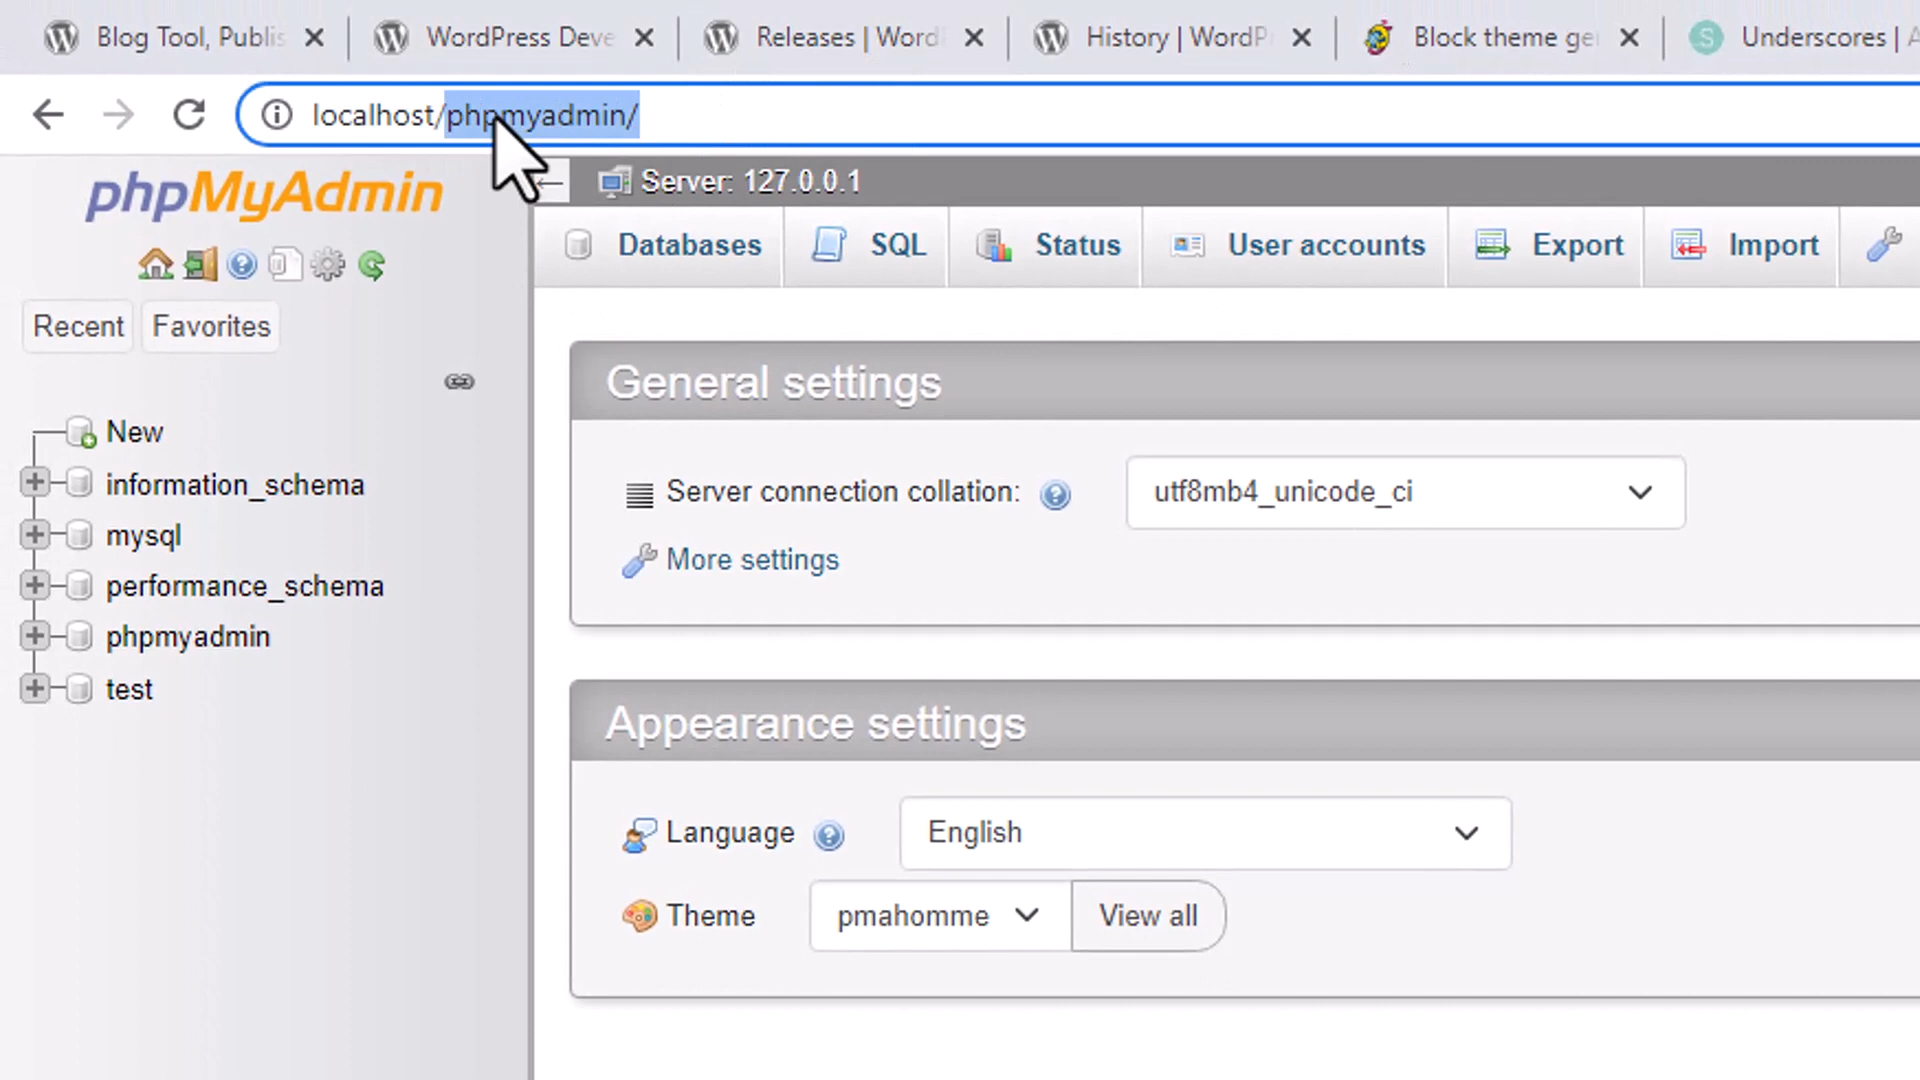 Blog Tool, Publis
WordPress Deve
Releases | Word
History | WordP
Block theme ge
S Underscores | A
localhost/phpmyadmin/
phpMyAdmin
Server: 127.0.0.1
Databases
SQL
Status
User accounts
Export
Import
Recent
Favorites
New
information_schema
mysql
performance_schema
phpmyadmin
test
General settings
Server connection collation:
utf8mb4_unicode_ci
More settings
Appearance settings
Language
English
Theme
pmahomme
View all